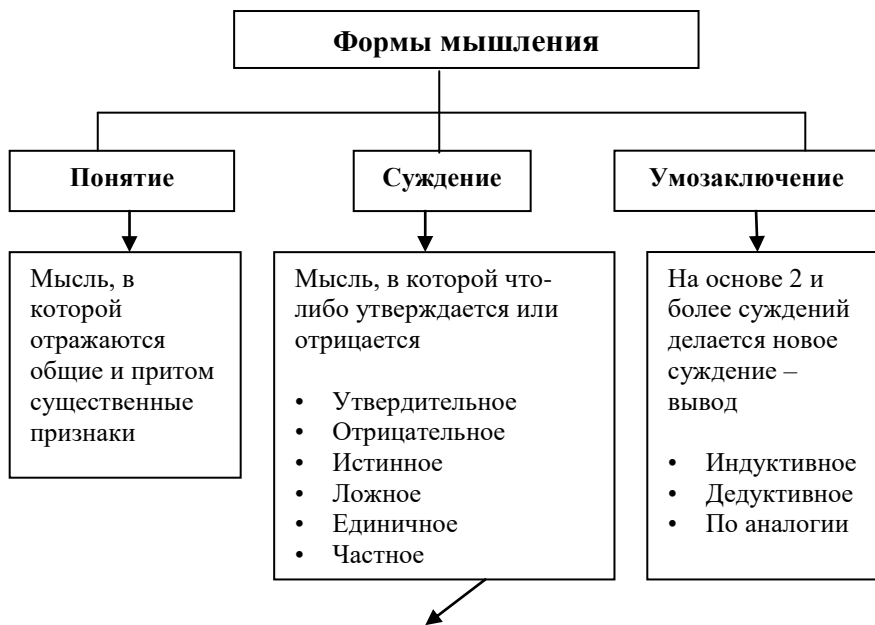 Формы мышления
Понятие
Суждение
Умозаключение
Мысль, в
которой
отражаются
общие и притом
существенные
признаки
Мысль, в которой что-
либо утверждается или
отрицается
• Утвердительное
• Отрицательное
• Истинное
• Ложное
• Единичное
• Частное
На основе 2 и
более суждений
делается новое
суждение –
вывод
• Индуктивное
• Дедуктивное
• По аналогии